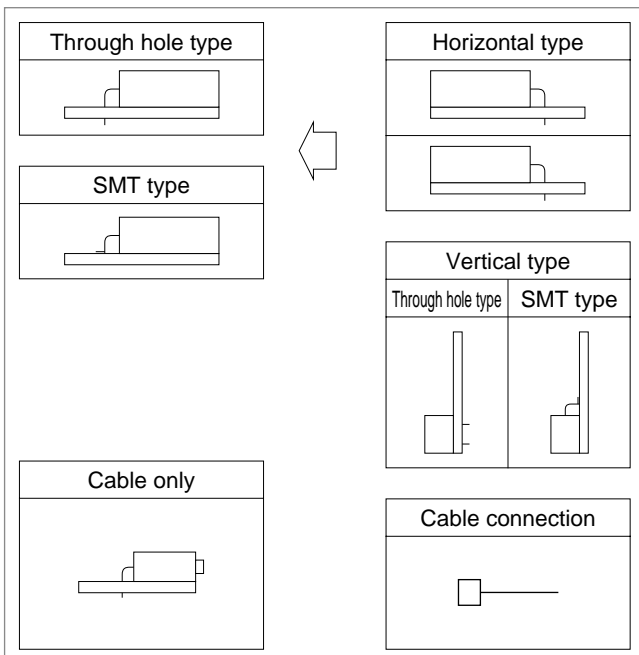 Through hole type
SMT type
Cable only
Horizontal type
Vertical type
Through hole type
SMT type
Cable connection